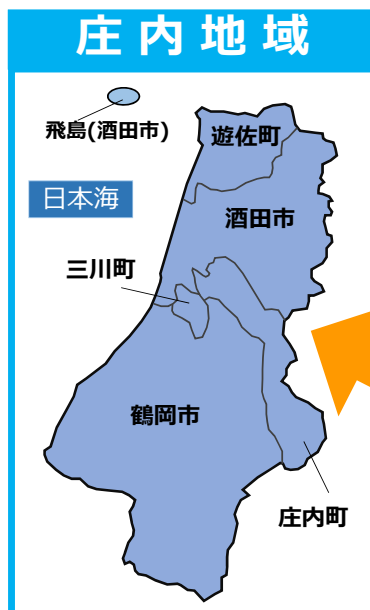 庄内地域
飛島(酒田市)
遊佐町
日本海
酒田市
三川町
鶴岡市
庄内町